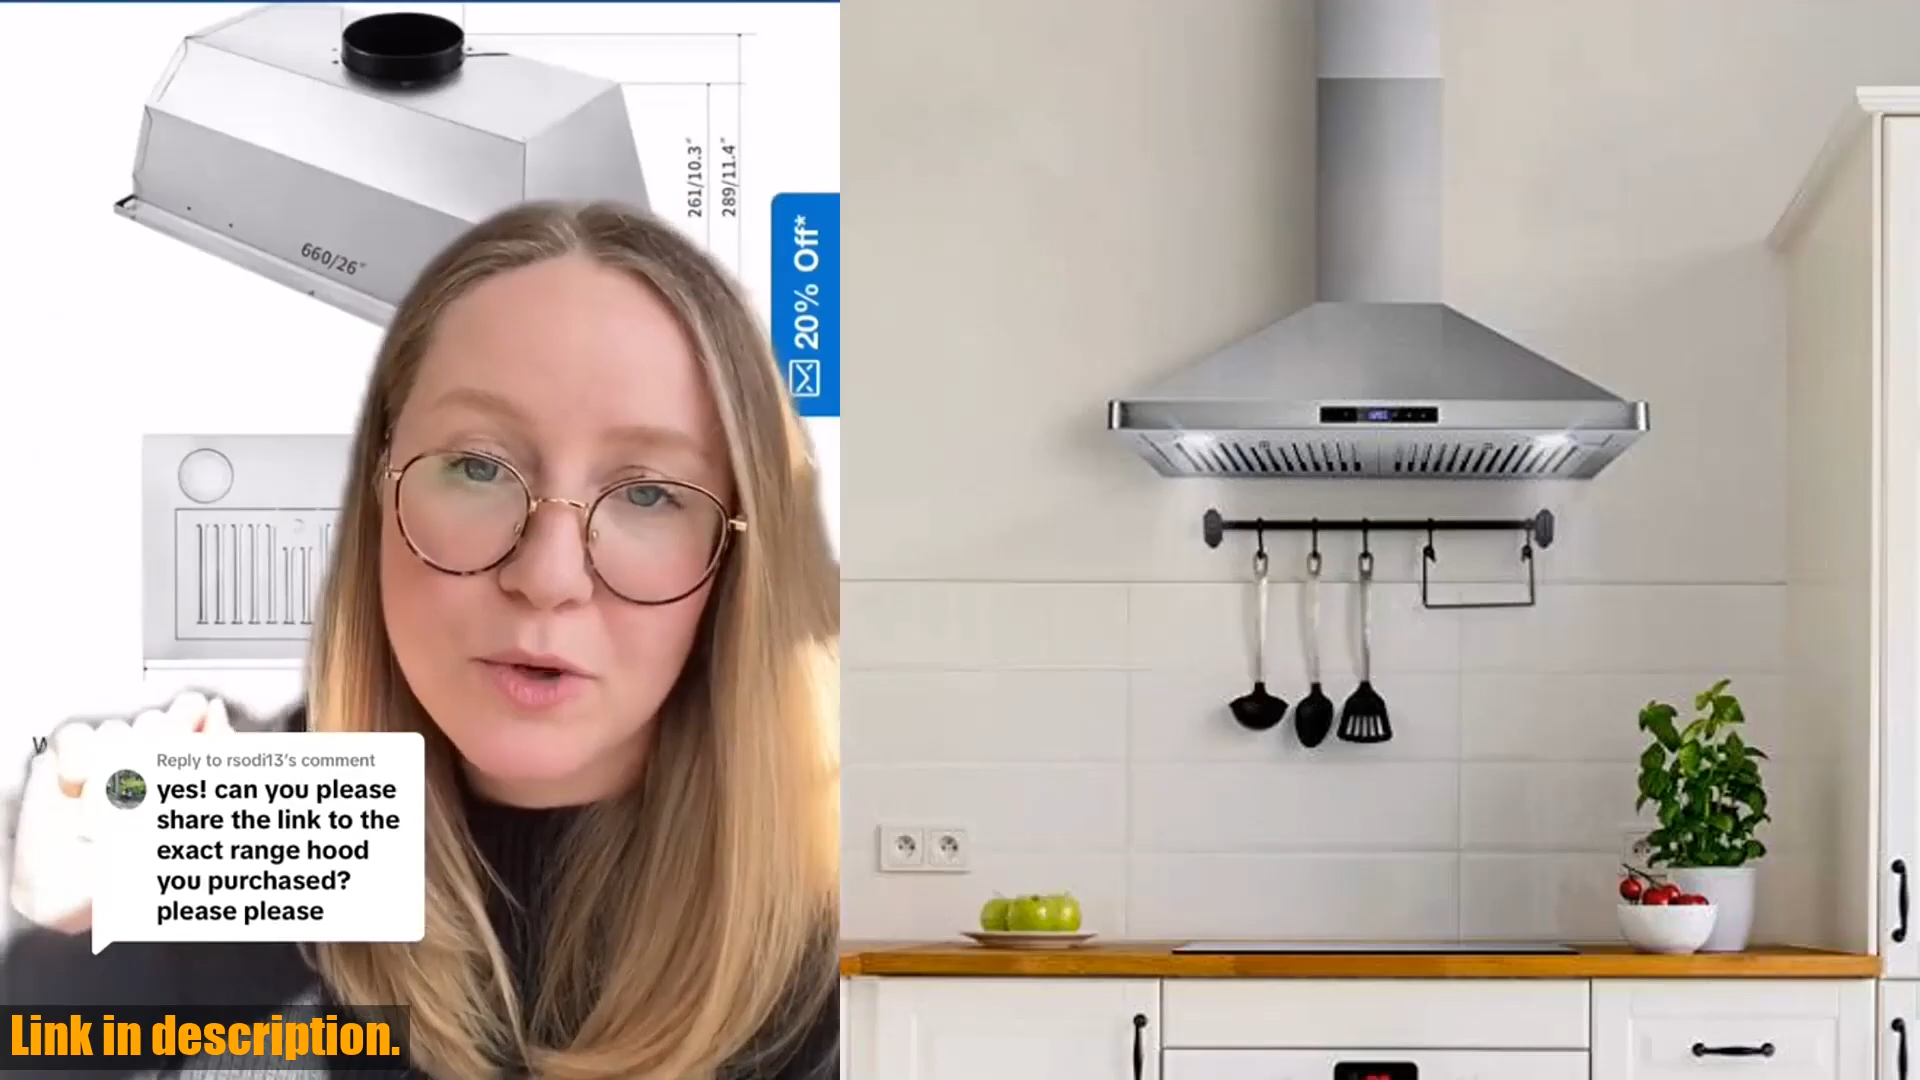 660/26"
261/10.3"
289/11.4"
20% Off*
W
Reply to rsodi13's comment
yes! can you please
share the link to the
exact range hood
you purchased?
please please
Link in description.